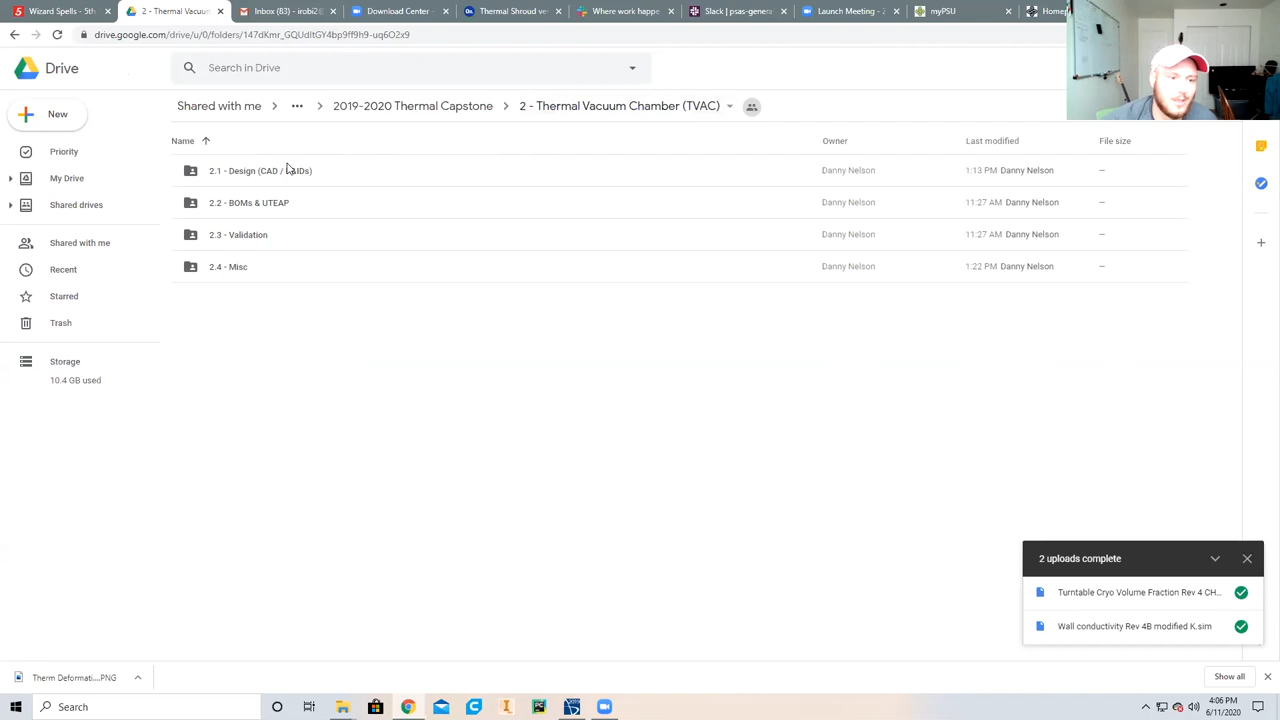 Wizard Spells - 5th
2 - Thermal Vacuum
Inbox (83) - irobi2
Download Center -
Thermal Shroud ver
Where work happe
Slack | psas-grounds
Launch Meeting - Z
myPSU
Home
drive.google.com/drive/u/0/folders/
Drive
Search in Drive
New
Shared with me > ... > 2019-2020 Thermal Capstone > 2 - Thermal Vacuum Chamber (TVAC)
Name Owner Last modified File size
Priority
2.1 - Design (CAD / IDs) Danny Nelson 1:13 PM Danny Nelson —
My Drive
2.2 - BOMs & UTEAP Danny Nelson 11:27 AM Danny Nelson —
Shared drives
2.3 - Validation Danny Nelson 11:27 AM Danny Nelson —
Shared with me
2.4 - Misc Danny Nelson 1:22 PM Danny Nelson —
Recent
Starred
Trash
Storage
10.4 GB used
2 uploads complete
Turntable Cryo Volume Fraction Rev 4 CH...
Wall conductivity Rev 4B modified K.sim
Therm Deformati....PNG
Show all
Search
4:06 PM
6/11/2020